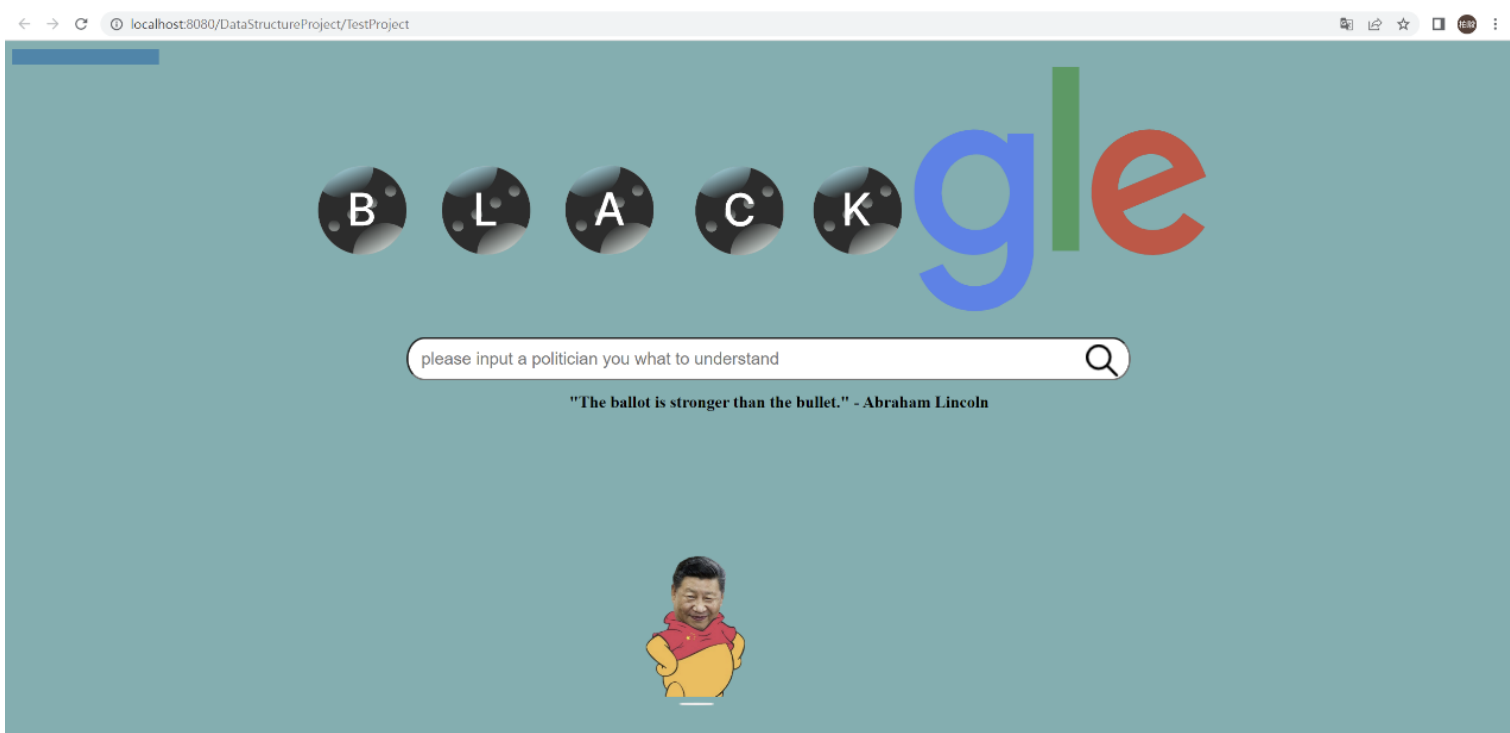 localhost:8080/DataStructureProject/TestProject
B L A C K gle
please input a politician you what to understand
"The ballot is stronger than the bullet." - Abraham Lincoln